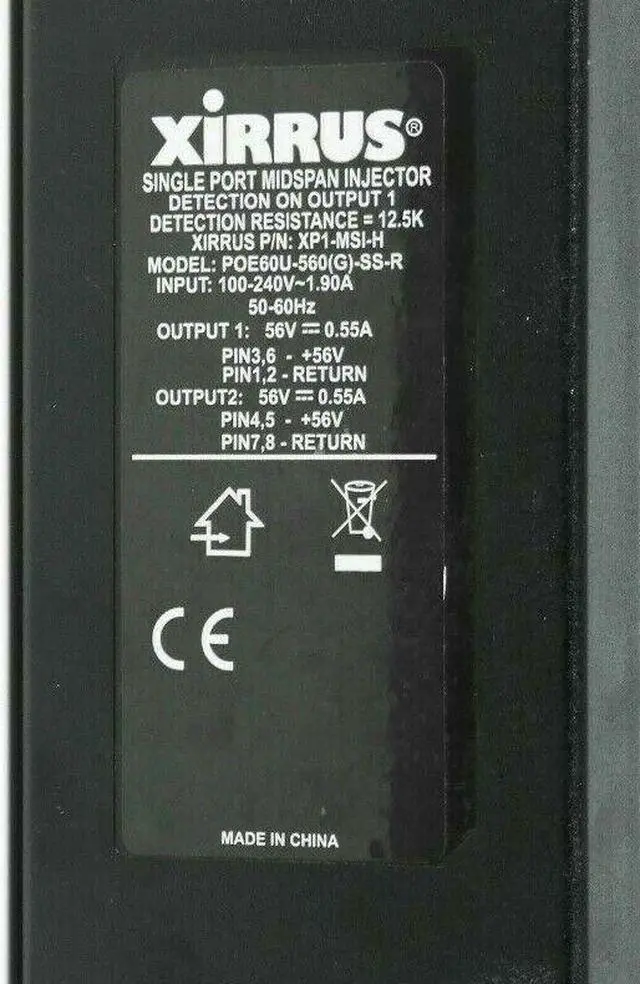 XiRRUS®
SINGLE PORT MIDSPAN INJECTOR
DETECTION ON OUTPUT 1
DETECTION RESISTANCE = 12.5K
XIRRUS P/N: XP1-MSI-H
MODEL: POE60U-560(G)-SS-R
INPUT: 100-240V~1.90A
50-60Hz
OUTPUT 1: 56V ⎓ 0.55A
PIN3,6 - +56V
PIN1,2 - RETURN
OUTPUT2: 56V ⎓ 0.55A
PIN4,5 - +56V
PIN7,8 - RETURN
CE
MADE IN CHINA